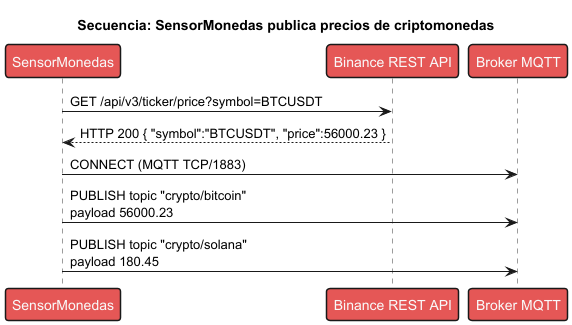 Secuencia: SensorMonedas publica precios de criptomonedas
SensorMonedas
Binance REST API
Broker MQTT
GET /api/v3/ticker/price?symbol=BTCUSDT
HTTP 200 { "symbol":"BTCUSDT", "price":56000.23 }
CONNECT (MQTT TCP/1883)
PUBLISH topic "crypto/bitcoin"
payload 56000.23
PUBLISH topic "crypto/solana"
payload 180.45
SensorMonedas
Binance REST API
Broker MQTT